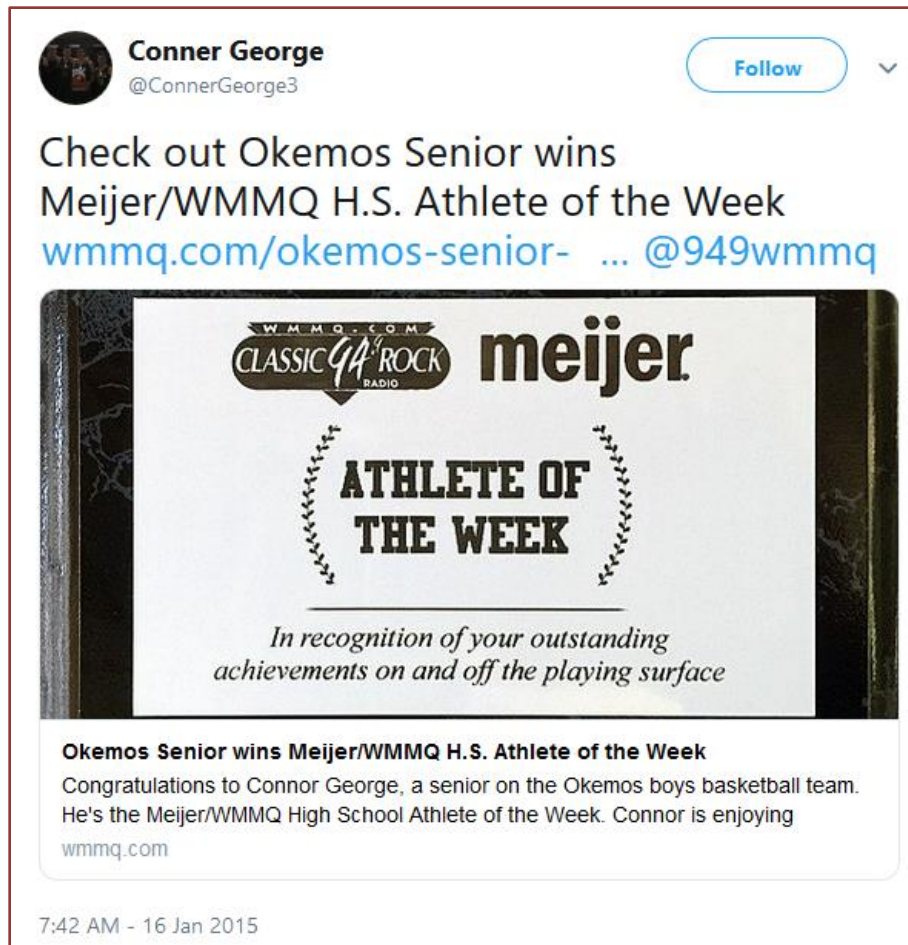 Conner George
@ConnerGeorge3
Follow
Check out Okemos Senior wins
Meijer/WMMQ H.S. Athlete of the Week
wmmq.com/okemos-senior- ... @949wmmq
WMMQ.COM
CLASSIC 94.9 ROCK
RADIO
meijer
ATHLETE OF
THE WEEK
In recognition of your outstanding
achievements on and off the playing surface
Okemos Senior wins Meijer/WMMQ H.S. Athlete of the Week
Congratulations to Connor George, a senior on the Okemos boys basketball team.
He's the Meijer/WMMQ High School Athlete of the Week. Connor is enjoying
wmmq.com
7:42 AM - 16 Jan 2015